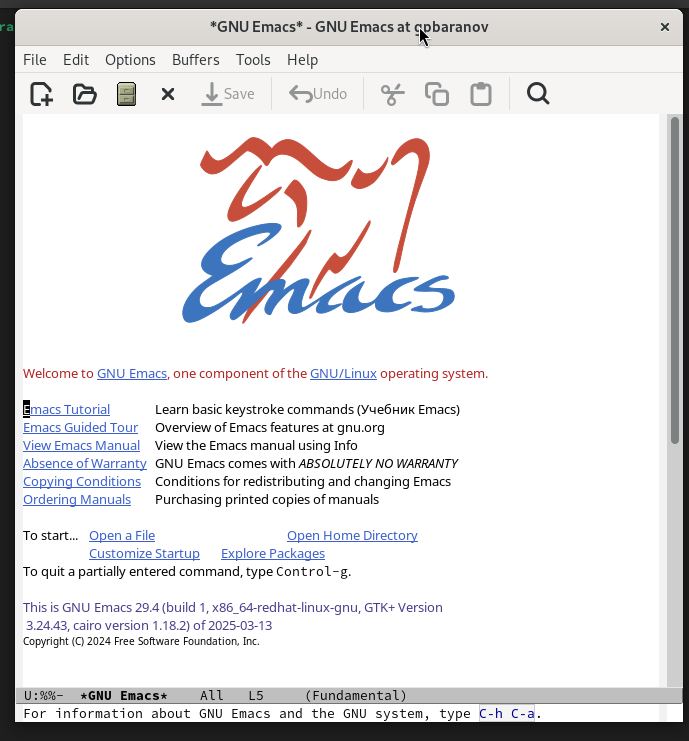 ra
*GNU Emacs* - GNU Emacs at gpbaranov
File Edit Options Buffers Tools Help
Save Undo
Emacs
Welcome to GNU Emacs, one component of the GNU/Linux operating system.
Emacs Tutorial Learn basic keystroke commands (Учебник Emacs)
Emacs Guided Tour Overview of Emacs features at gnu.org
View Emacs Manual View the Emacs manual using Info
Absence of Warranty GNU Emacs comes with ABSOLUTELY NO WARRANTY
Copying Conditions Conditions for redistributing and changing Emacs
Ordering Manuals Purchasing printed copies of manuals
To start... Open a File Open Home Directory
Customize Startup Explore Packages
To quit a partially entered command, type Control-g.
This is GNU Emacs 29.4 (build 1, x86_64-redhat-linux-gnu, GTK+ Version
3.24.43, cairo version 1.18.2) of 2025-03-13
Copyright (C) 2024 Free Software Foundation, Inc.
U:%%- *GNU Emacs* All L5 (Fundamental)
For information about GNU Emacs and the GNU system, type C-h C-a.